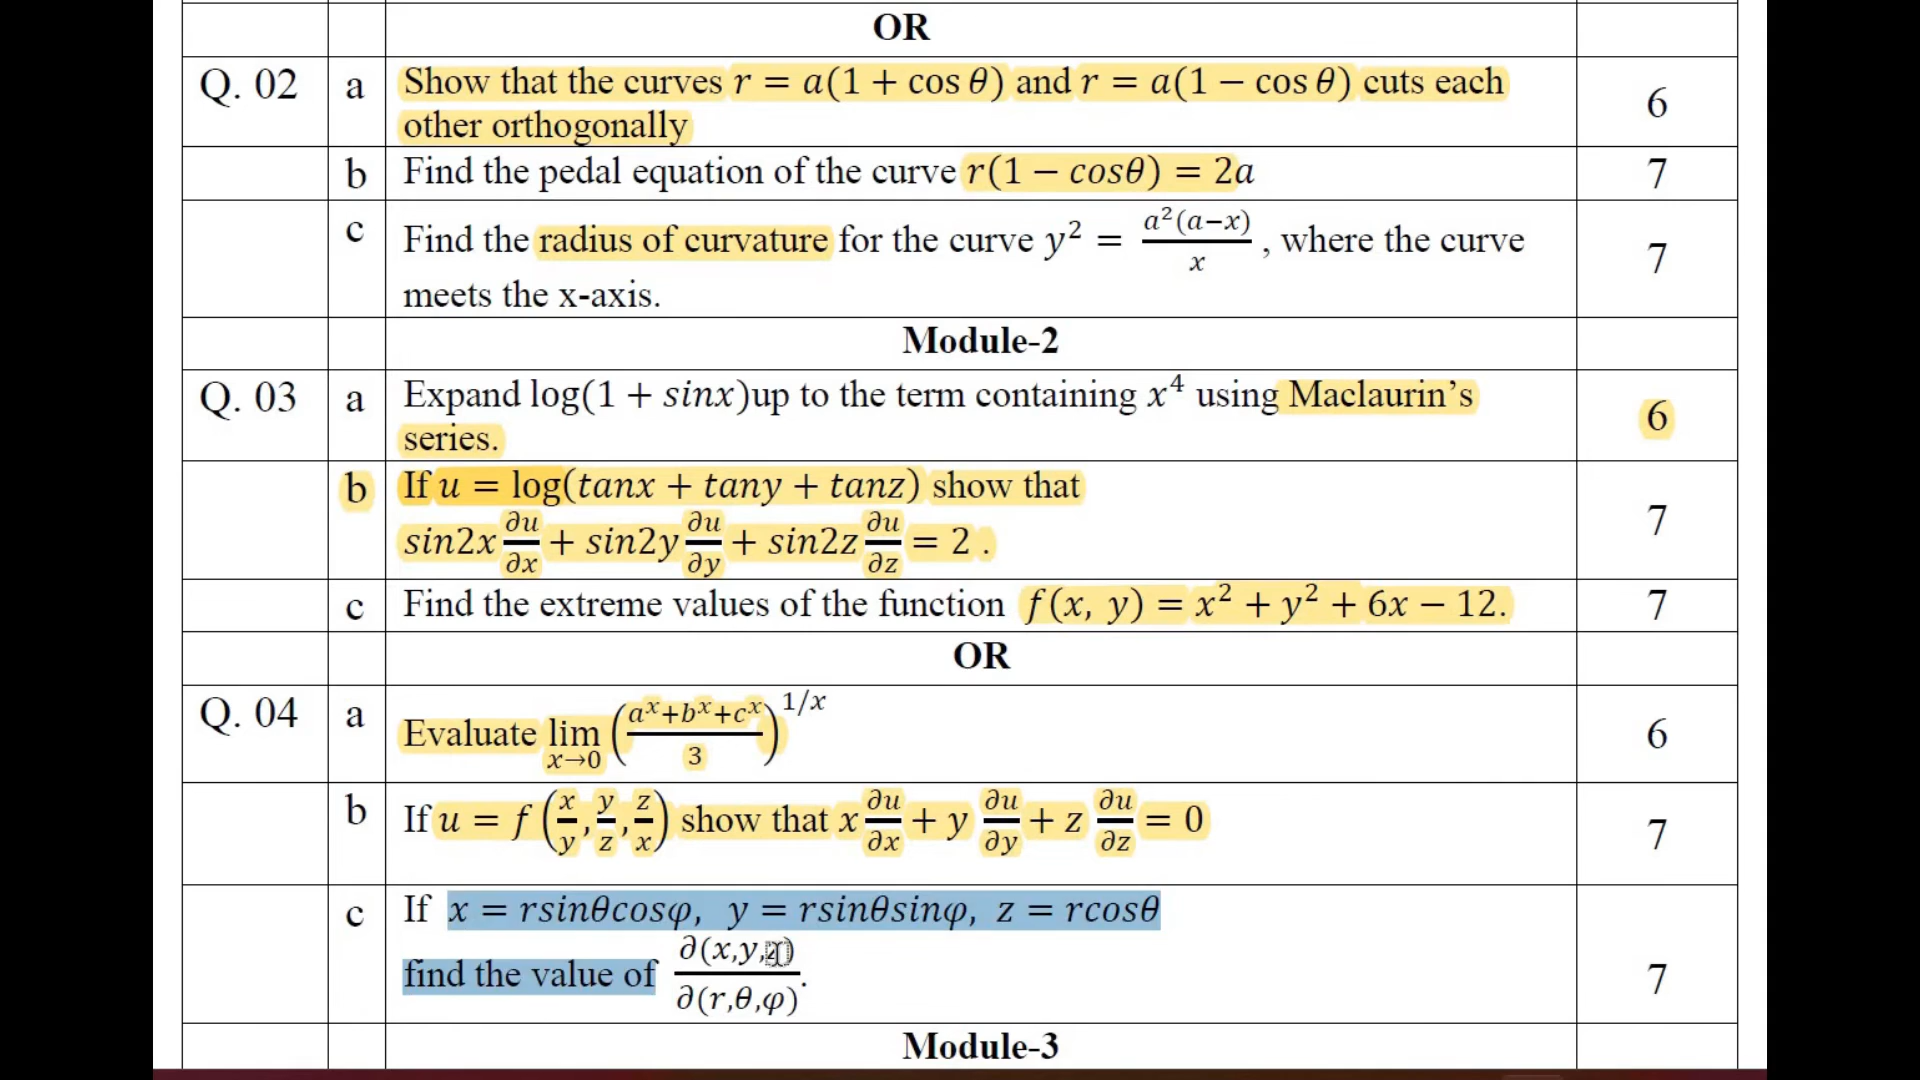 OR
Q. 02 a Show that the curves r = a(1 + cos θ) and r = a(1 − cos θ) cuts each
other orthogonally 6
b Find the pedal equation of the curve r(1 − cosθ) = 2a 7
c Find the radius of curvature for the curve y² = a²(a−x)/x , where the curve
meets the x-axis. 7
Module-2
Q. 03 a Expand log(1 + sinx)up to the term containing x⁴ using Maclaurin’s
series. 6
b If u = log(tanx + tany + tanz) show that
sin2x ∂u/∂x + sin2y ∂u/∂y + sin2z ∂u/∂z = 2 . 7
c Find the extreme values of the function f(x, y) = x² + y² + 6x − 12. 7
OR
Q. 04 a Evaluate lim x→0 ((aˣ+bˣ+cˣ)/3)^1/x 6
b If u = f (x/y, y/z, z/x) show that x ∂u/∂x + y ∂u/∂y + z ∂u/∂z = 0 7
c If x = rsinθcosφ, y = rsinθsinφ, z = rcosθ
find the value of ∂(x,y,z)/∂(r,θ,φ). 7
Module-3